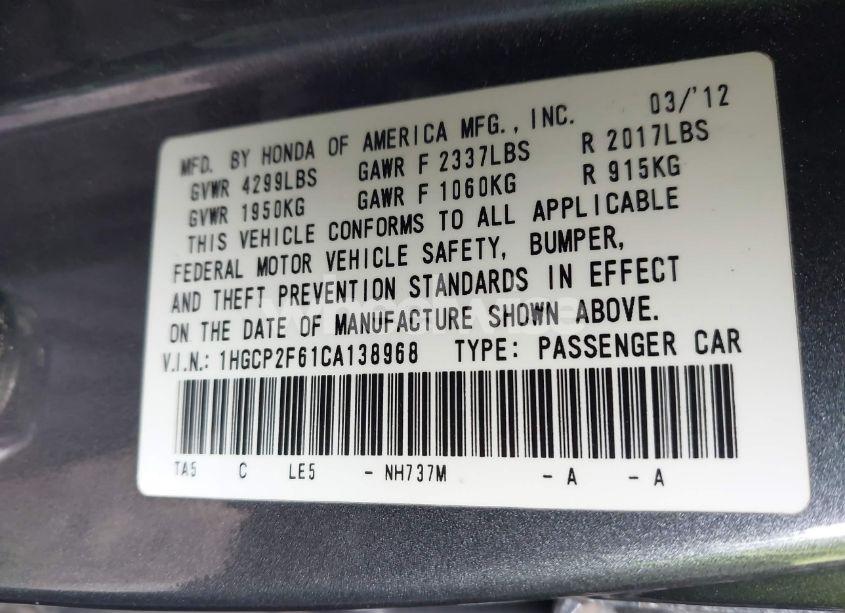 MFD. BY HONDA OF AMERICA MFG., INC. 03/'12
GVWR 4299LBS GAWR F 2337LBS R 2017LBS
GVWR 1950KG GAWR F 1060KG R 915KG
THIS VEHICLE CONFORMS TO ALL APPLICABLE
FEDERAL MOTOR VEHICLE SAFETY, BUMPER,
AND THEFT PREVENTION STANDARDS IN EFFECT
ON THE DATE OF MANUFACTURE SHOWN ABOVE.
V.I.N.: 1HGCP2F61CA138968 TYPE: PASSENGER CAR
TA5 C LE5 - NH737M - A - A